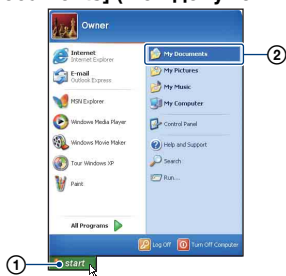 Owner
Internet
Internet Explorer
E-mail
Outlook Express
MSN Explorer
Windows Media Player
Windows Movie Maker
Tour Windows XP
Paint
All Programs
My Documents
My Pictures
My Music
My Computer
Control Panel
Help and Support
Search
Run...
Log Off
Turn Off Computer
start
1
2